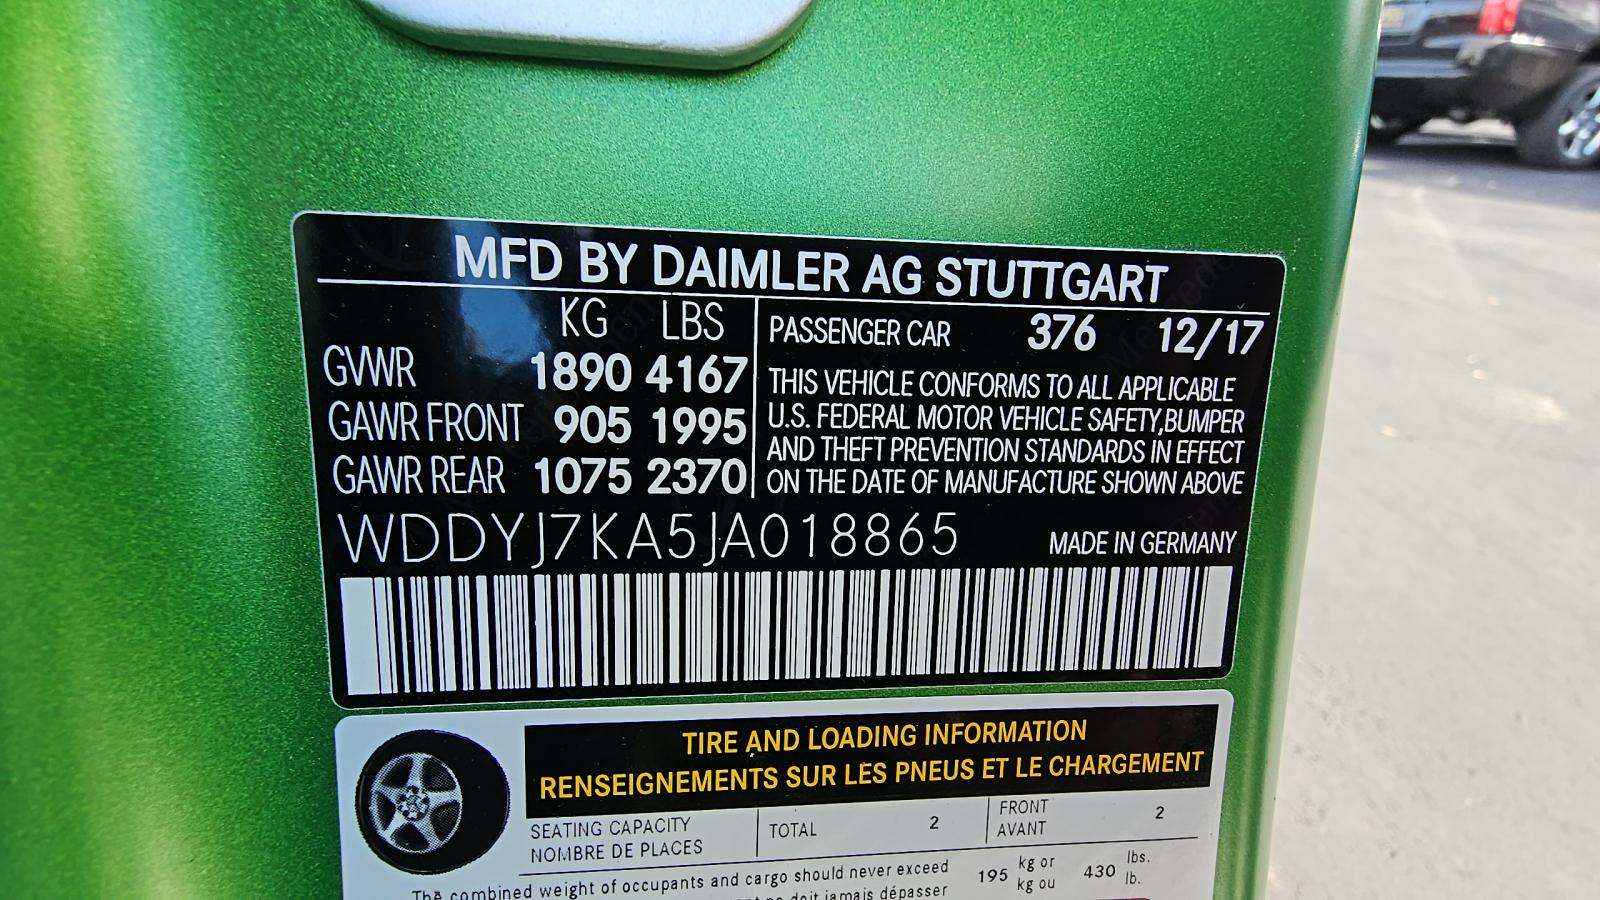 MFD BY DAIMLER AG STUTTGART
KG LBS
GVWR 1890 4167
GAWR FRONT 905 1995
GAWR REAR 1075 2370
PASSENGER CAR 376 12/17
THIS VEHICLE CONFORMS TO ALL APPLICABLE
U.S. FEDERAL MOTOR VEHICLE SAFETY,BUMPER
AND THEFT PREVENTION STANDARDS IN EFFECT
ON THE DATE OF MANUFACTURE SHOWN ABOVE
WDDYJ7KA5JA018865
MADE IN GERMANY
TIRE AND LOADING INFORMATION
RENSEIGNEMENTS SUR LES PNEUS ET LE CHARGEMENT
SEATING CAPACITY
NOMBRE DE PLACES
TOTAL 2
FRONT
AVANT
2
The combined weight of occupants and cargo should never exceed
195 kg or 430 lbs.
kg ou lb.
ne doit jamais dépasser